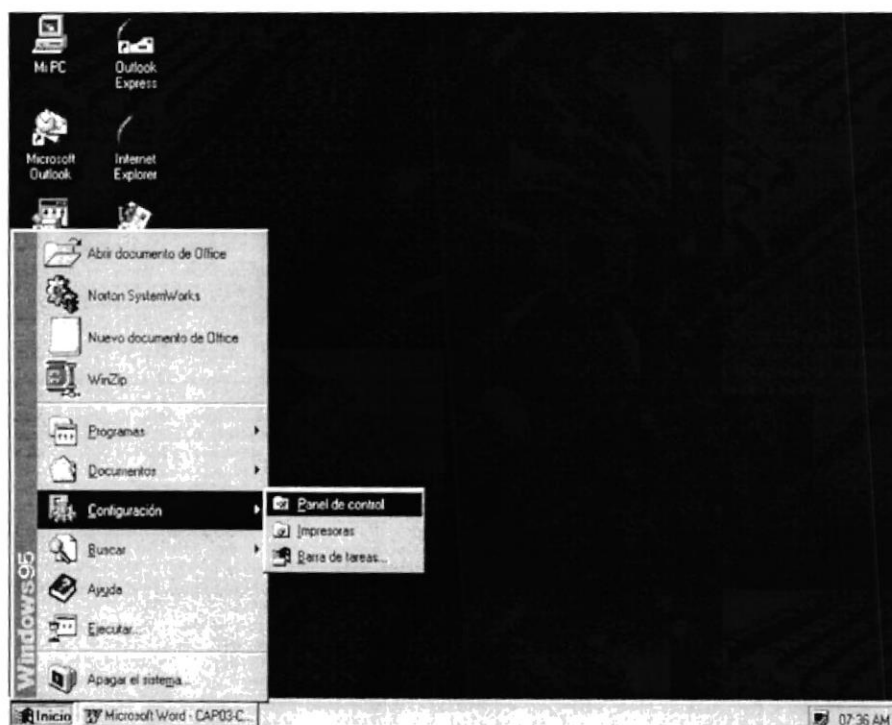 Mi PC
Outlook
Express
Microsoft
Outlook
Internet
Explorer
Abrir documento de Office
Norton SystemWorks
Nuevo documento de Office
WinZip
Programas
Documentos
Configuración
Panel de control
Impresoras
Barra de tareas...
Buscar
Ayuda
Ejecutar...
Apagar el sistema...
Windows95
Inicio
Microsoft Word - CAP03-C...
07:36 AM